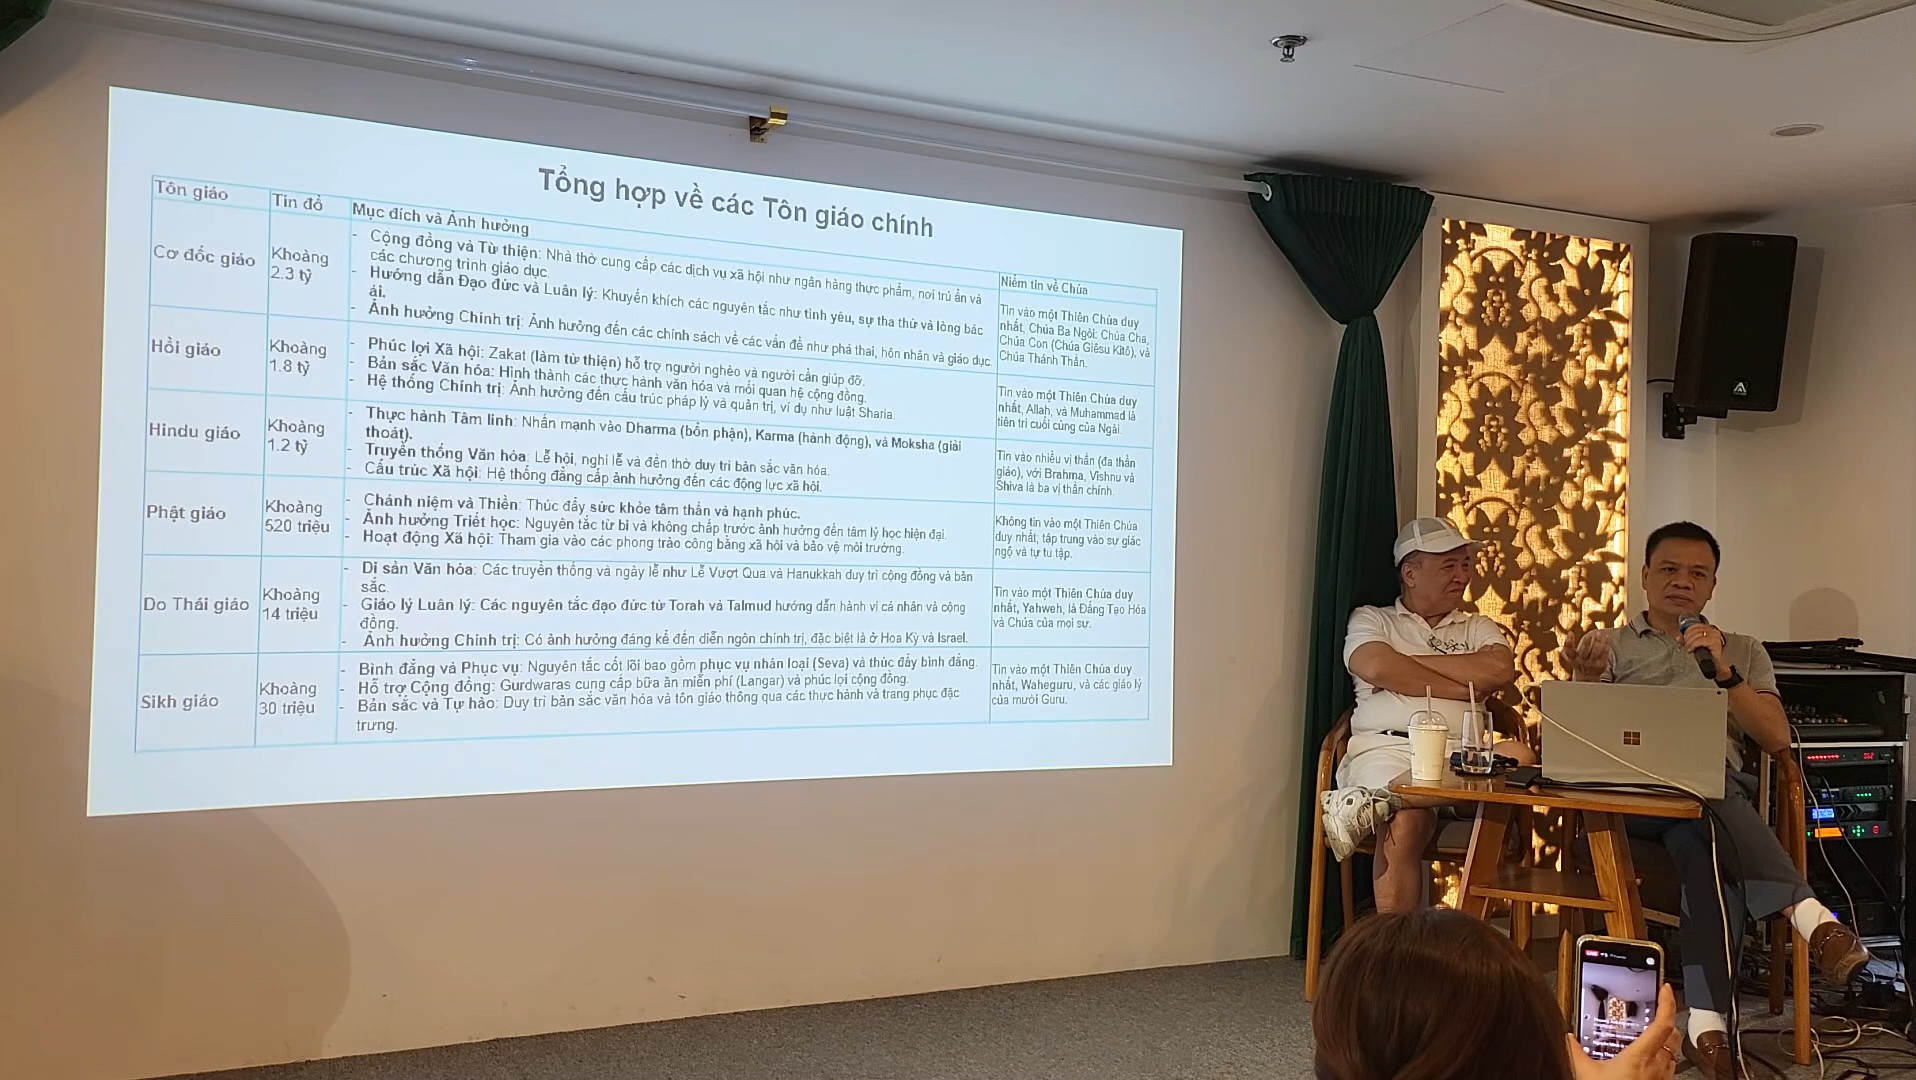 Tổng hợp về các Tôn giáo chính
Tôn giáo
Tín đồ
Mục đích và Ảnh hưởng
Niềm tin về Chúa
Cơ đốc giáo
Khoảng
2.3 tỷ
- Cộng đồng và Từ thiện: Nhà thờ cung cấp các dịch vụ xã hội như ngân hàng thực phẩm, nơi trú ẩn và
các chương trình giáo dục.
- Hướng dẫn Đạo đức và Luân lý: Khuyến khích các nguyên tắc như tình yêu, sự tha thứ và lòng bác
ái.
- Ảnh hưởng Chính trị: Ảnh hưởng đến các chính sách về các vấn đề như phá thai, hôn nhân và giáo dục.
Tin vào một Thiên Chúa duy
nhất, Chúa Ba Ngôi: Chúa Cha,
Chúa Con (Chúa Giêsu Kitô), và
Chúa Thánh Thần.
Hồi giáo
Khoảng
1.8 tỷ
- Phúc lợi Xã hội: Zakat (làm từ thiện) hỗ trợ người nghèo và người cần giúp đỡ.
- Bản sắc Văn hóa: Hình thành các thực hành văn hóa và mối quan hệ cộng đồng.
- Hệ thống Chính trị: Ảnh hưởng đến cấu trúc pháp lý và quản trị, ví dụ như luật Sharia.
Tin vào một Thiên Chúa duy
nhất, Allah, và Muhammad là
tiên tri cuối cùng của Ngài.
Hindu giáo
Khoảng
1.2 tỷ
- Thực hành Tâm linh: Nhấn mạnh vào Dharma (bổn phận), Karma (hành động), và Moksha (giải
thoát).
- Truyền thống Văn hóa: Lễ hội, nghi lễ và đền thờ duy trì bản sắc văn hóa.
- Cấu trúc Xã hội: Hệ thống đẳng cấp ảnh hưởng đến các động lực xã hội.
Tin vào nhiều vị thần (đa thần
giáo), với Brahma, Vishnu và
Shiva là ba vị thần chính.
Phật giáo
Khoảng
520 triệu
- Chánh niệm và Thiền: Thúc đẩy sức khỏe tâm thần và hạnh phúc.
- Ảnh hưởng Triết học: Nguyên tắc từ bi và không chấp trước ảnh hưởng đến tâm lý học hiện đại.
- Hoạt động Xã hội: Tham gia vào các phong trào công bằng xã hội và bảo vệ môi trường.
Không tin vào một Thiên Chúa
duy nhất; tập trung vào sự giác
ngộ và tự tu tập.
Do Thái giáo
Khoảng
14 triệu
- Di sản Văn hóa: Các truyền thống và ngày lễ như Lễ Vượt Qua và Hanukkah duy trì cộng đồng và bản
sắc.
- Giáo lý Luân lý: Các nguyên tắc đạo đức từ Torah và Talmud hướng dẫn hành vi cá nhân và cộng
đồng.
- Ảnh hưởng Chính trị: Có ảnh hưởng đáng kể đến diễn ngôn chính trị, đặc biệt là ở Hoa Kỳ và Israel.
Tin vào một Thiên Chúa duy
nhất, Yahweh, là Đấng Tạo Hóa
và Chúa của mọi sự.
Sikh giáo
Khoảng
30 triệu
- Bình đẳng và Phục vụ: Nguyên tắc cốt lõi bao gồm phục vụ nhân loại (Seva) và thúc đẩy bình đẳng.
- Hỗ trợ Cộng đồng: Gurdwaras cung cấp bữa ăn miễn phí (Langar) và phúc lợi cộng đồng.
- Bản sắc và Tự hào: Duy trì bản sắc văn hóa và tôn giáo thông qua các thực hành và trang phục đặc
trưng.
Tin vào một Thiên Chúa duy
nhất, Waheguru, và các giáo lý
của mười Guru.